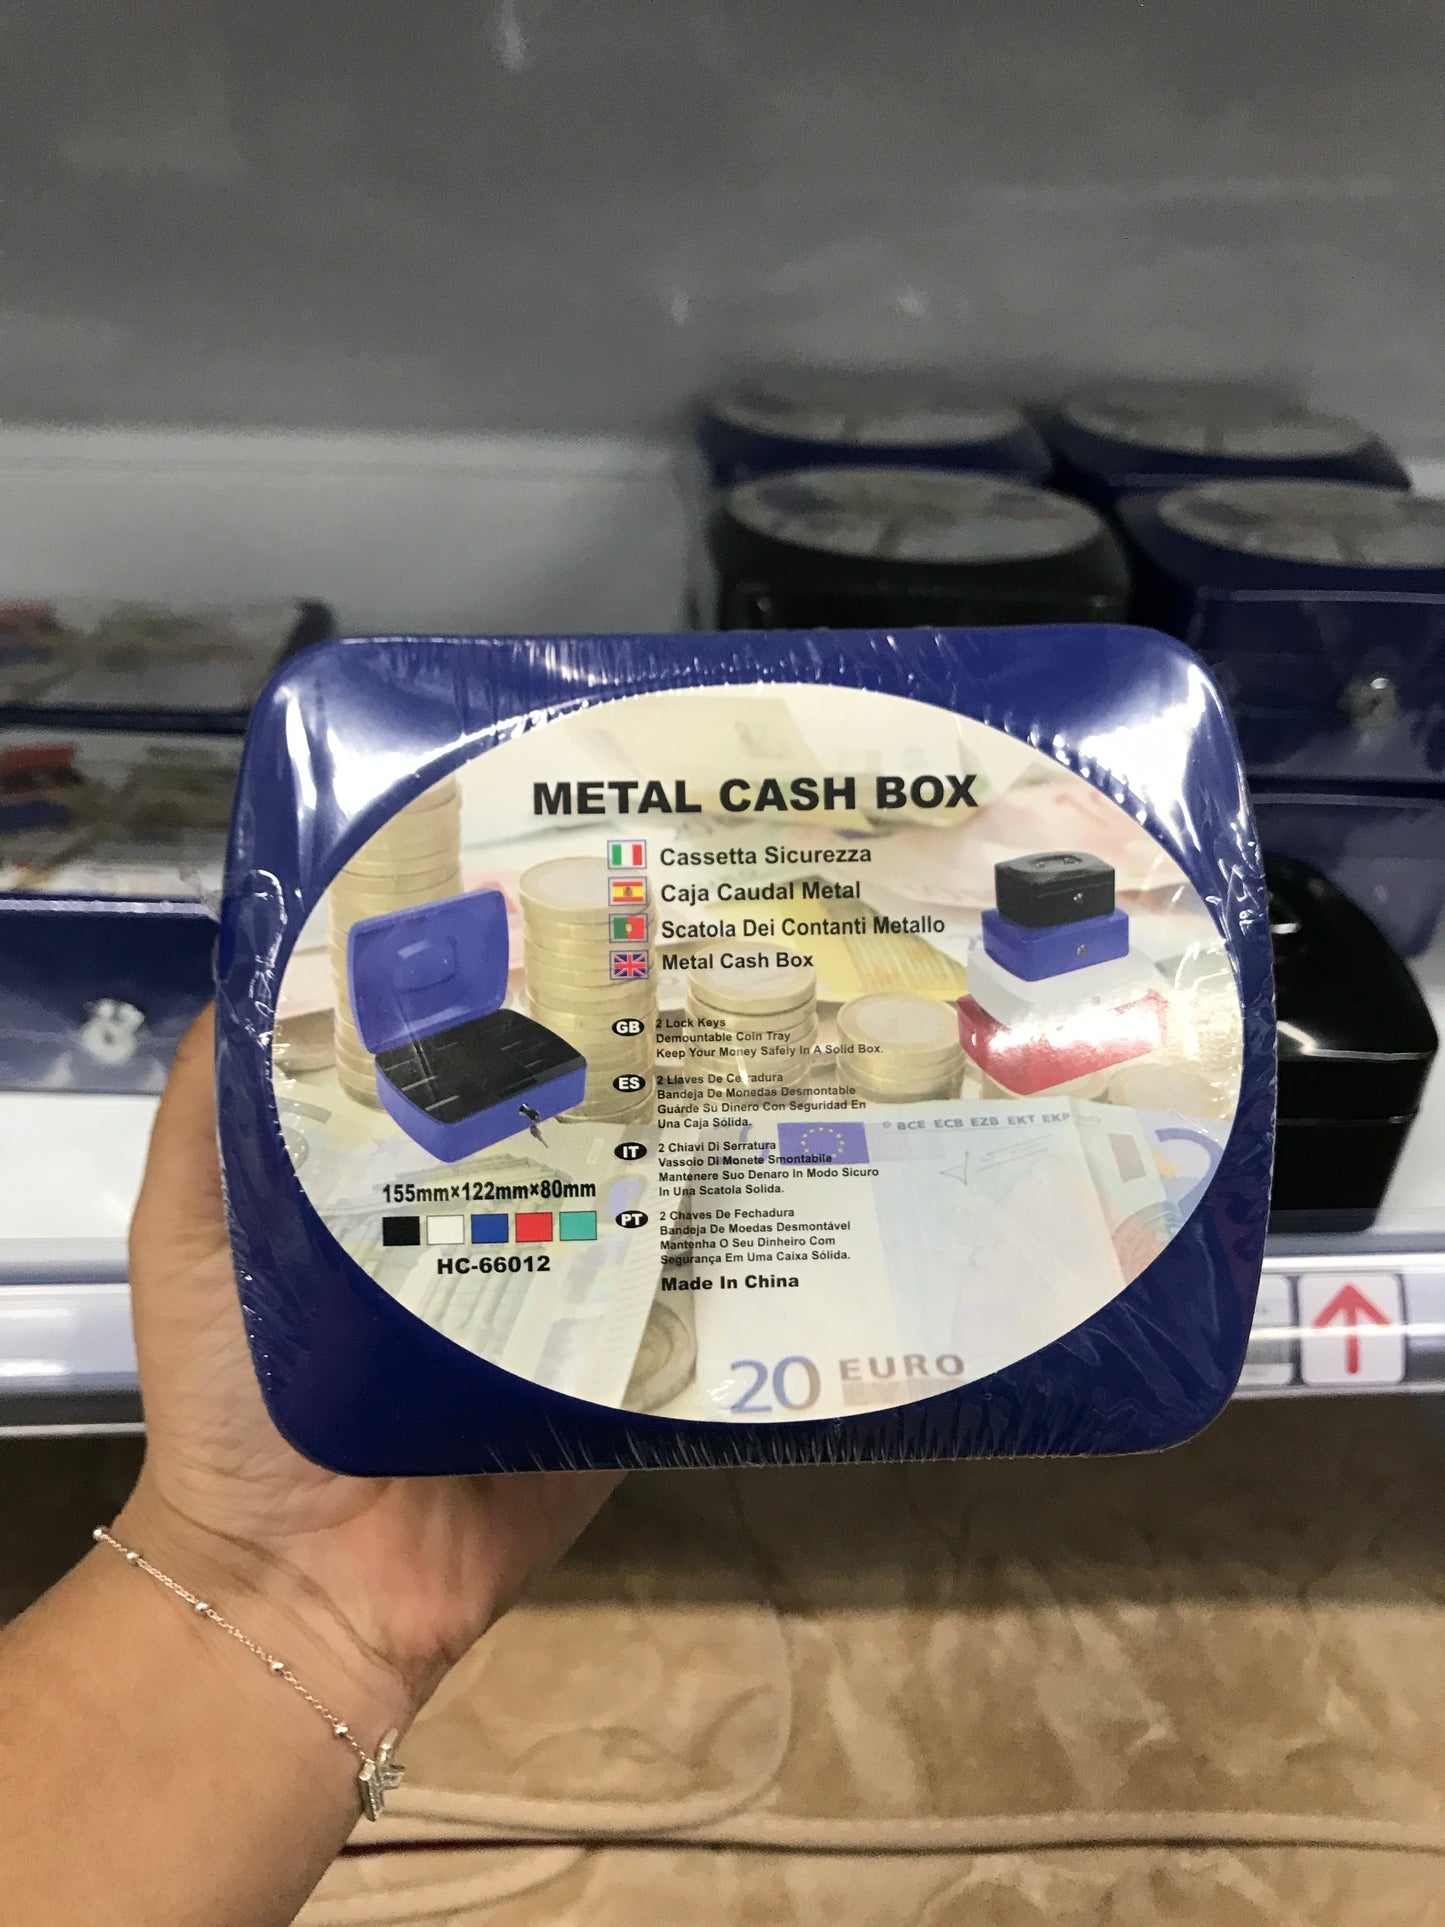 METAL CASH BOX
Cassetta Sicurezza
Caja Caudal Metal
Scatola Dei Contanti Metallo
Metal Cash Box
GB 2 Lock Keys
Demountable Coin Tray
Keep Your Money Safely In A Solid Box.
ES 2 Llaves De Cerradura
Bandeja De Monedas Desmontable
Guárde Su Dinero Con Seguridad En
Una Caja Sólida.
IT 2 Chiavi Di Serratura
Vassoio Di Monete Smontabile
Mantenere Suo Denaro In Modo Sicuro
In Una Scatola Solida.
PT 2 Chaves De Fechadura
Bandeja De Moedas Desmontável
Mantenha O Seu Dinheiro Com
Segurança Em Uma Caixa Sólida.
Made In China
155mm×122mm×80mm
HC-66012
© BCE ECB EZB EKT EKP
20 EURO